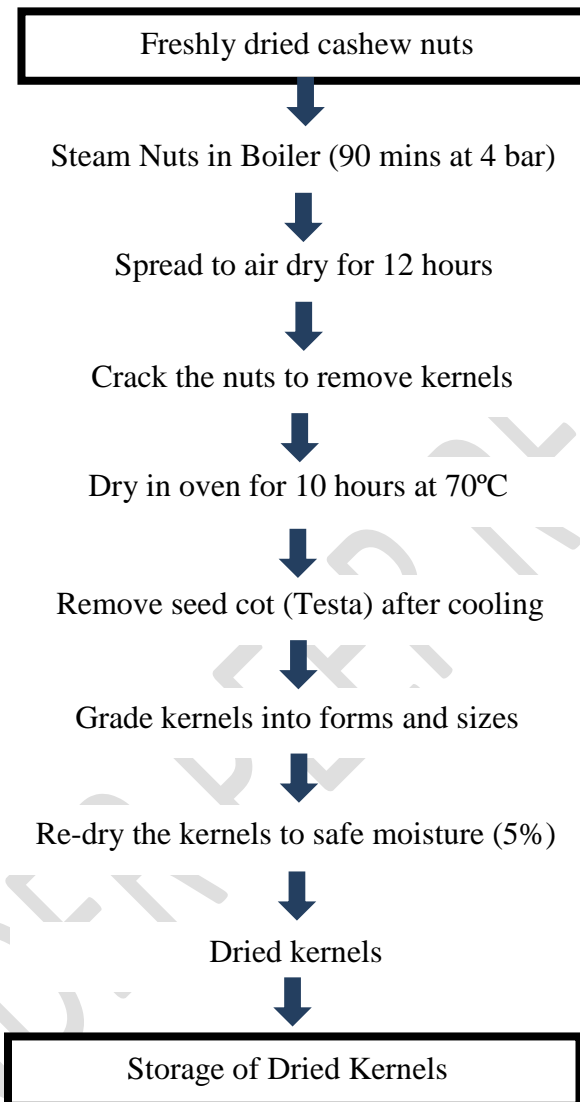 Freshly dried cashew nuts
Steam Nuts in Boiler (90 mins at 4 bar)
Spread to air dry for 12 hours
Crack the nuts to remove kernels
Dry in oven for 10 hours at 70ºC
Remove seed cot (Testa) after cooling
Grade kernels into forms and sizes
Re-dry the kernels to safe moisture (5%)
Dried kernels
Storage of Dried Kernels